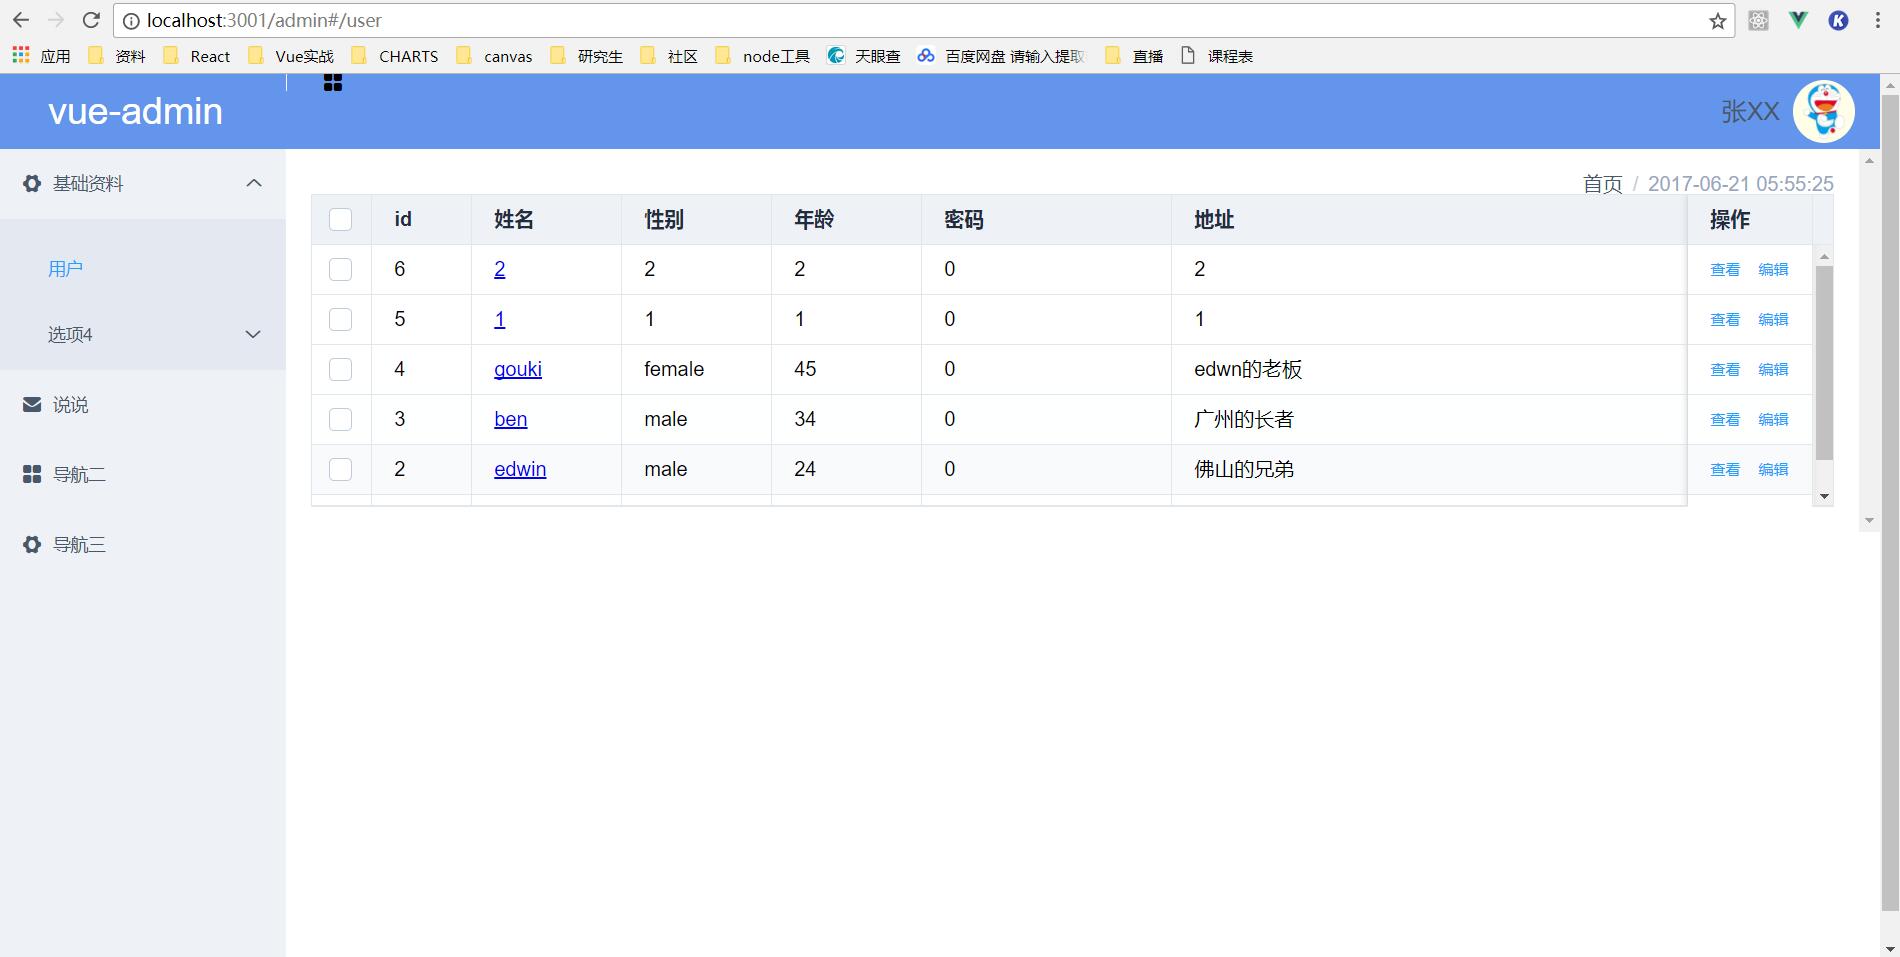 localhost:3001/admin#/user
应用 资料 React Vue实战 CHARTS canvas 研究生 社区 node工具 天眼查 百度网盘 请输入提取 直播 课程表
vue-admin 张XX
基础资料
用户
选项4
说说
导航二
导航三
首页 / 2017-06-21 05:55:25
id 姓名 性别 年龄 密码 地址 操作
6 2 2 2 0 2 查看 编辑
5 1 1 1 0 1 查看 编辑
4 gouki female 45 0 edwn的老板 查看 编辑
3 ben male 34 0 广州的长者 查看 编辑
2 edwin male 24 0 佛山的兄弟 查看 编辑